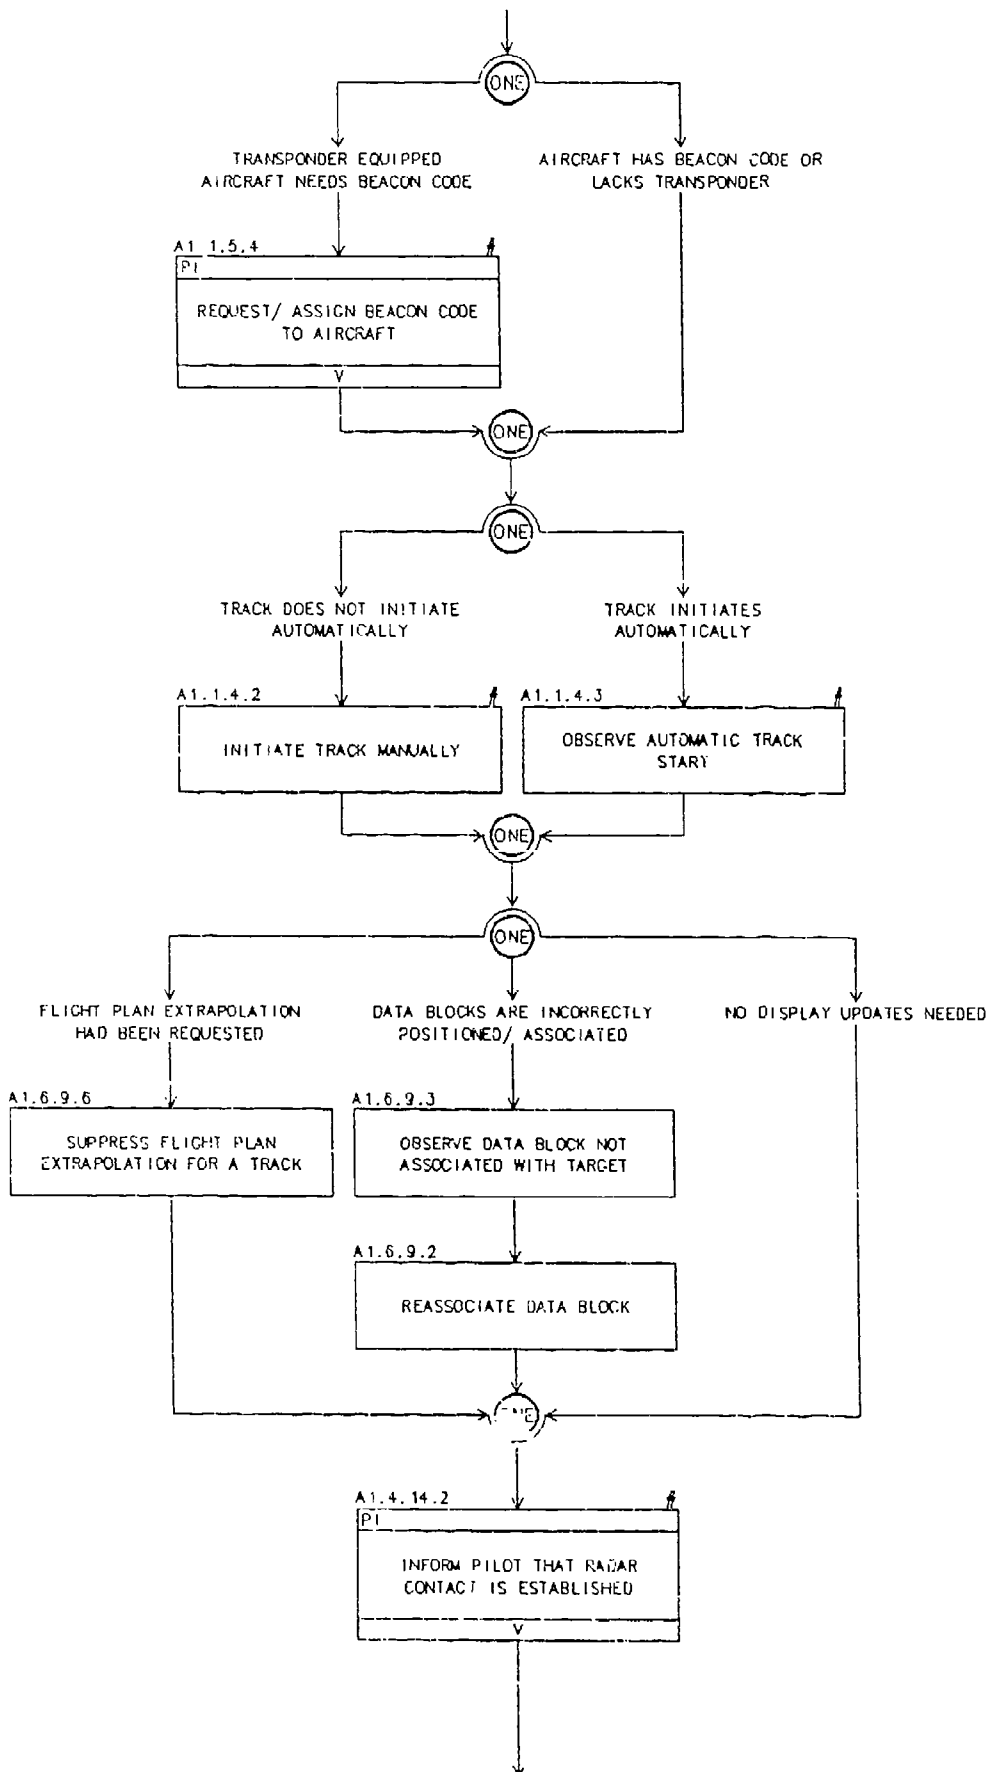 ONE
TRANSPONDER EQUIPPED
AIRCRAFT NEEDS BEACON CODE
AIRCRAFT HAS BEACON CODE OR
LACKS TRANSPONDER
A1 1.5.4
PI
REQUEST/ ASSIGN BEACON CODE
TO AIRCRAFT
V
ONE
ONE
TRACK DOES NOT INITIATE
AUTOMATICALLY
TRACK INITIATES
AUTOMATICALLY
A1.1.4.2
INITIATE TRACK MANUALLY
A1.1.4.3
OBSERVE AUTOMATIC TRACK
START
ONE
ONE
FLIGHT PLAN EXTRAPOLATION
HAD BEEN REQUESTED
DATA BLOCKS ARE INCORRECTLY
POSITIONED/ ASSOCIATED
NO DISPLAY UPDATES NEEDED
A1.6.9.6
SUPPRESS FLIGHT PLAN
EXTRAPOLATION FOR A TRACK
A1.6.9.3
OBSERVE DATA BLOCK NOT
ASSOCIATED WITH TARGET
A1.6.9.2
REASSOCIATE DATA BLOCK
ONE
A1.4.14.2
PI
INFORM PILOT THAT RADAR
CONTACT IS ESTABLISHED
V